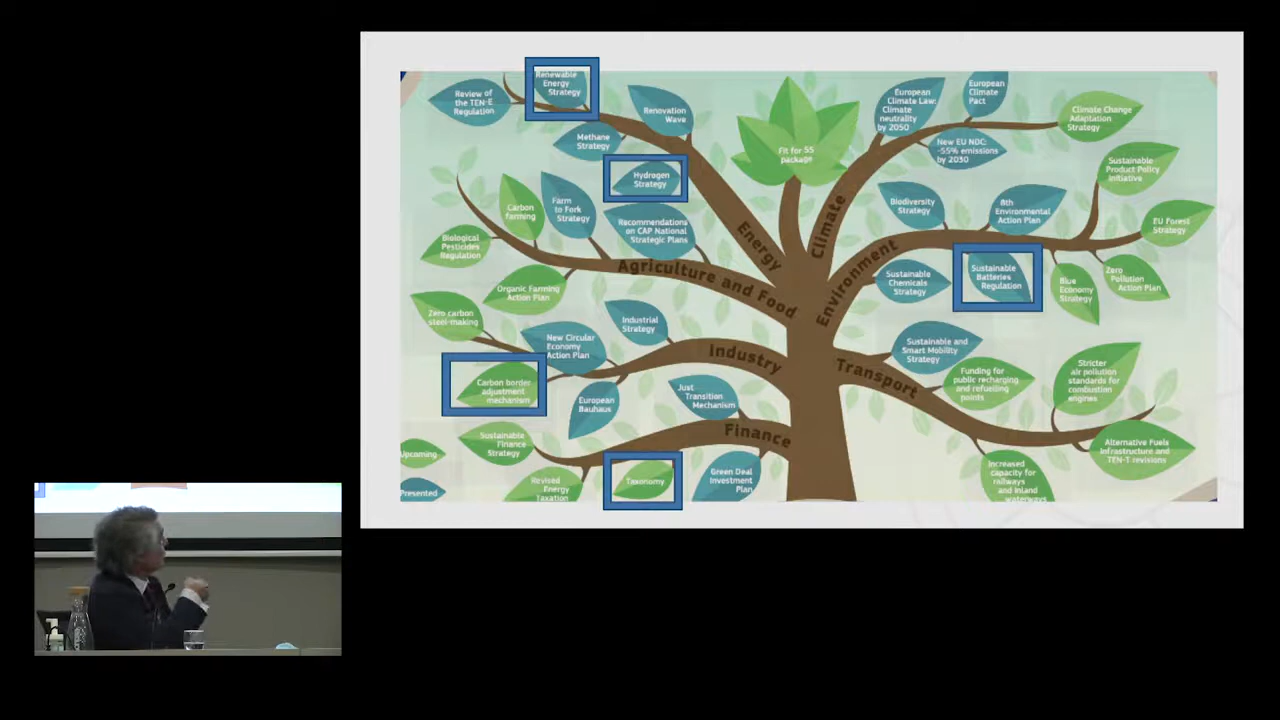 Renewable
Energy
Strategy
Review of
the TEN-E
Regulation
Renovation
Wave
Methane
Strategy
Hydrogen
Strategy
Energy
Fit for 55
package
European
Climate Law:
Climate
neutrality
by 2050
European
Climate
Pact
Climate Change
Adaptation
Strategy
New EU NDC:
-55% emissions
by 2030
Climate
Sustainable
Product Policy
Initiative
Biodiversity
Strategy
8th
Environmental
Action Plan
EU Forest
Strategy
Sustainable
Chemicals
Strategy
Sustainable
Batteries
Regulation
Blue
Economy
Strategy
Zero
Pollution
Action Plan
Environment
Carbon
farming
Farm
to Fork
Strategy
Recommendations
on CAP National
Strategic Plans
Biological
Pesticides
Regulation
Organic Farming
Action Plan
Agriculture and Food
Zero carbon
steel-making
Industrial
Strategy
New Circular
Economy
Action Plan
Carbon border
adjustment
mechanism
European
Bauhaus
Industry
Sustainable and
Smart Mobility
Strategy
Funding for
public recharging
and refuelling
points
Stricter
air pollution
standards for
combustion
engines
Transport
Alternative Fuels
Infrastructure and
TEN-T revisions
Increased
capacity for
railways
and inland
waterways
Just
Transition
Mechanism
Finance
Sustainable
Finance
Strategy
Revised
Energy
Taxation
Taxonomy
Green Deal
Investment
Plan
Upcoming
Presented